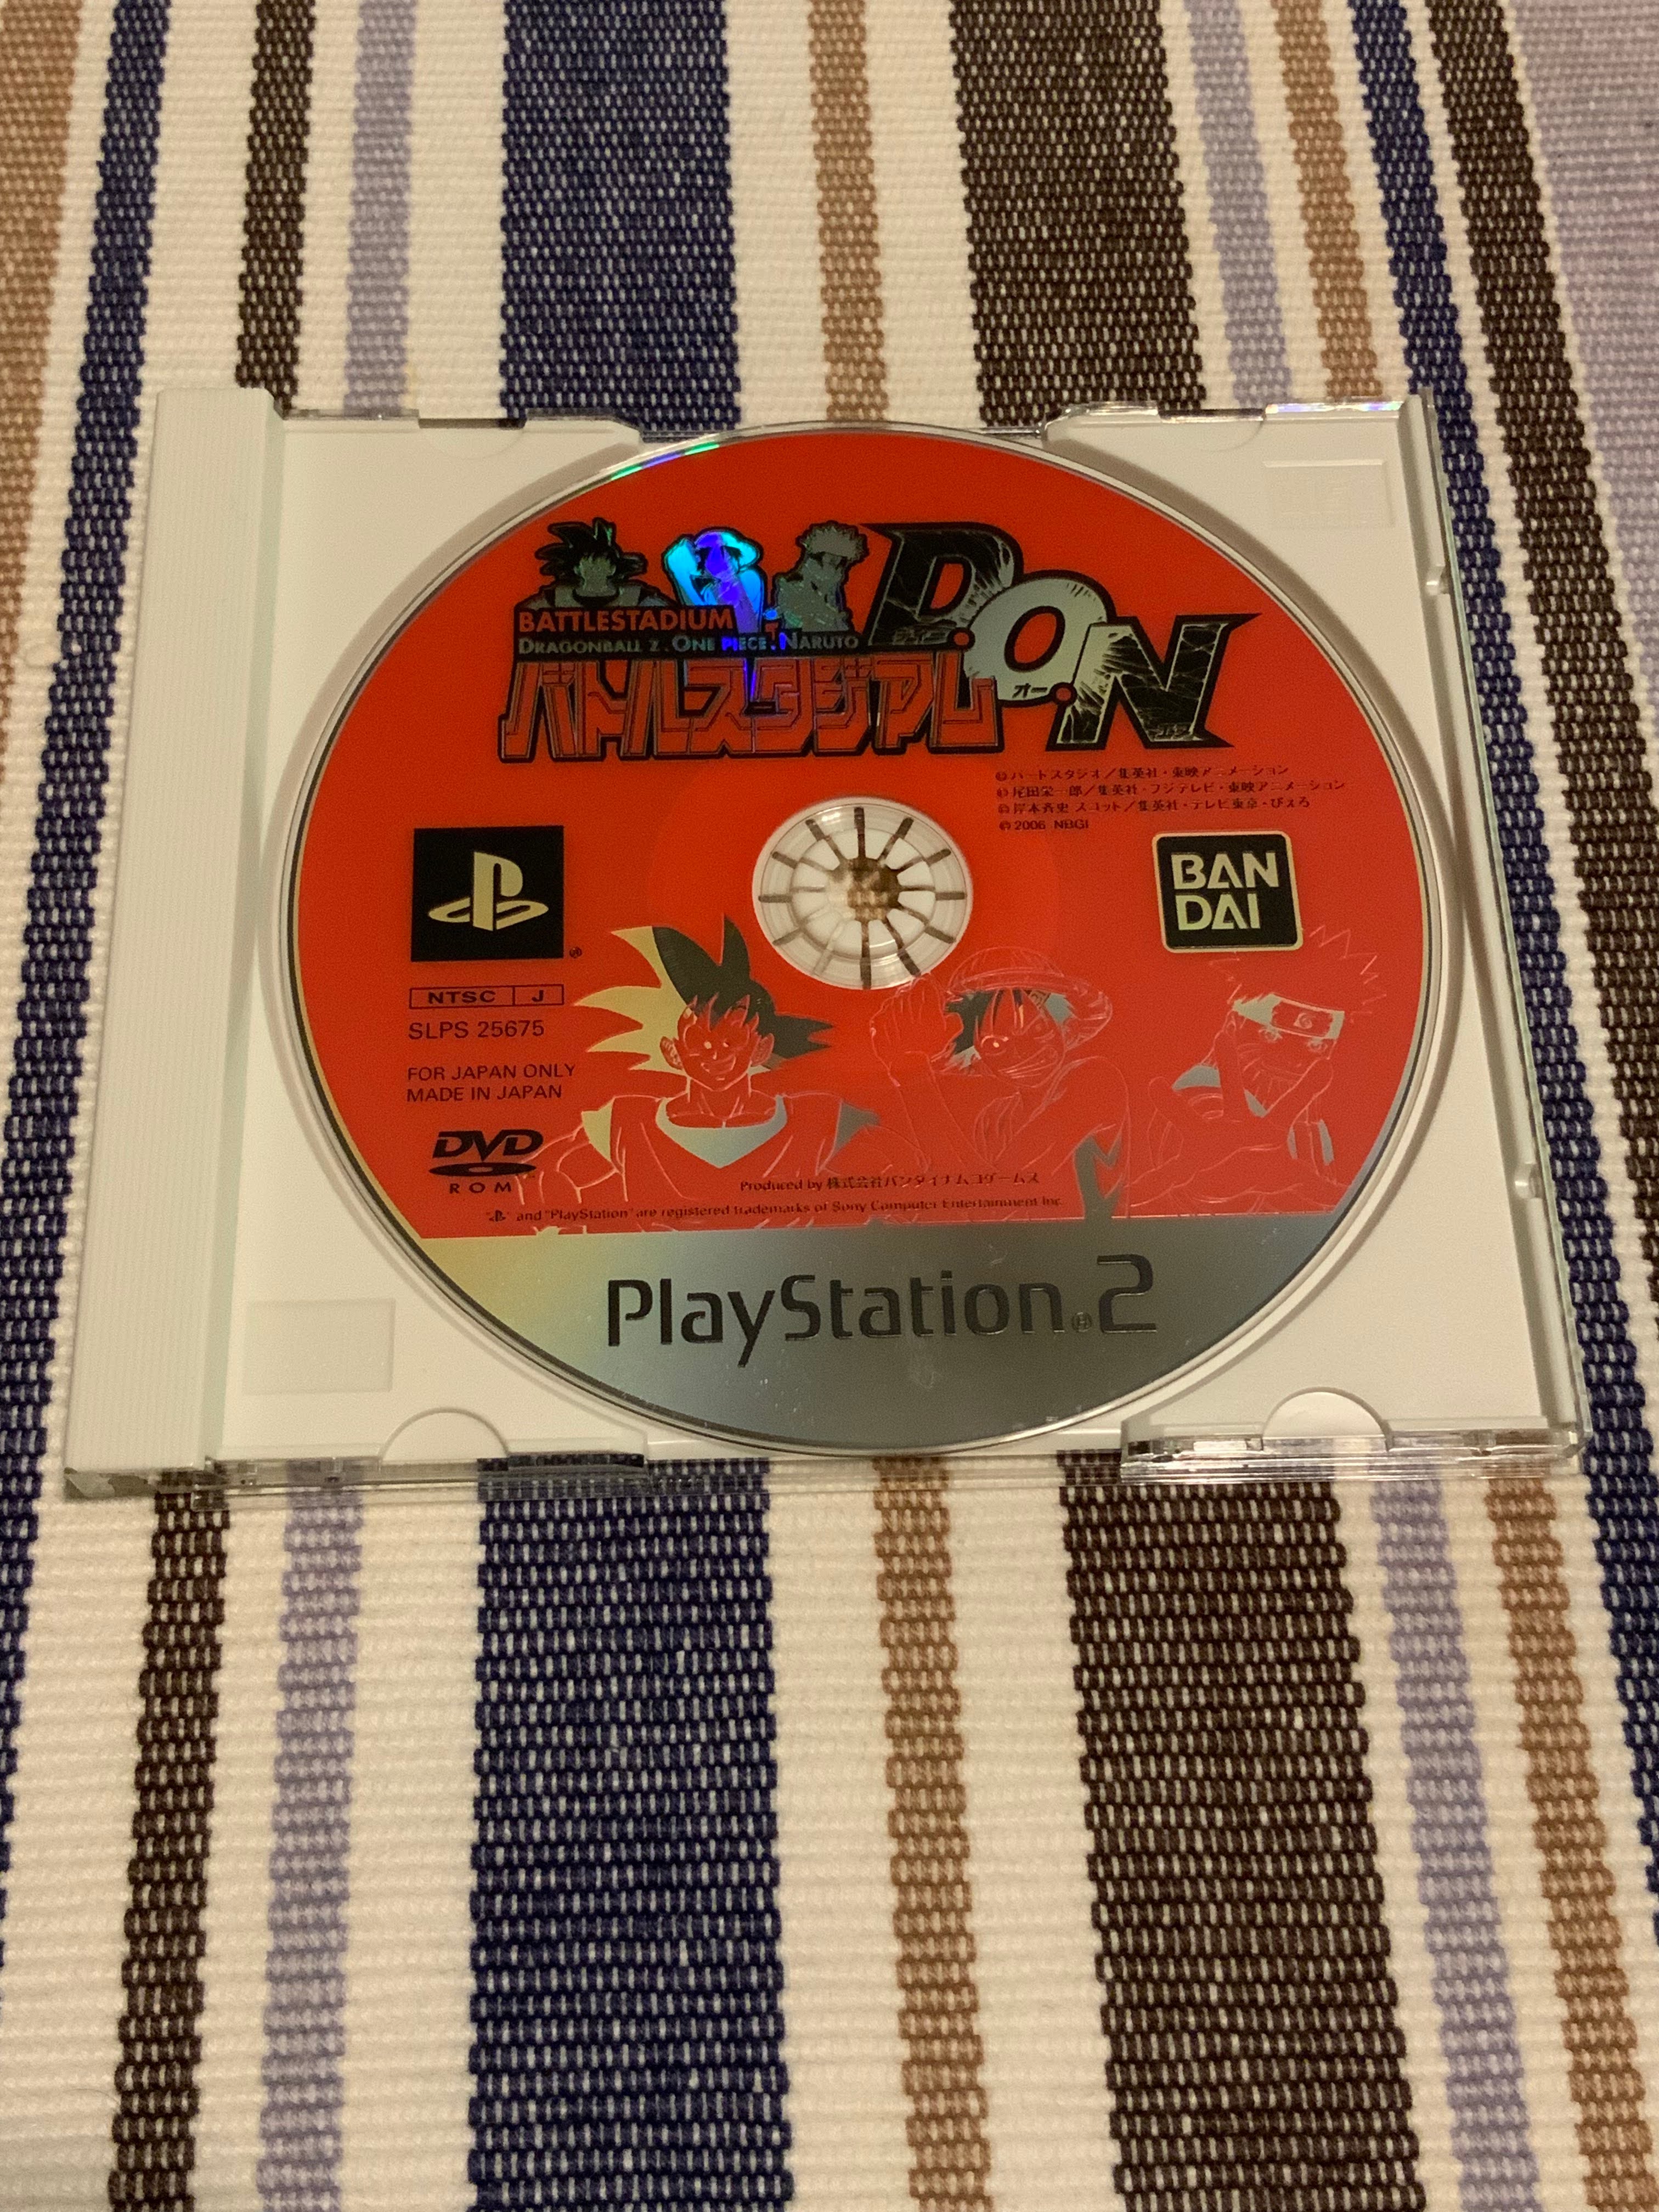 BATTLESTADIUM
DRAGONBALL Z . ONE PIECE . NARUTO
D.O.N
オー
バトルスタジアム
©バードスタジオ／集英社・東映アニメーション
©尾田栄一郎／集英社・フジテレビ・東映アニメーション
©岸本斉史 スコット／集英社・テレビ東京・ぴえろ
©2006 NBGI
BAN
DAI
®
NTSC J
SLPS 25675
FOR JAPAN ONLY
MADE IN JAPAN
DVD
ROM
Produced by 株式会社バンダイナムコゲームス
and "PlayStation" are registered trademarks of Sony Computer Entertainment Inc.
PlayStation®2